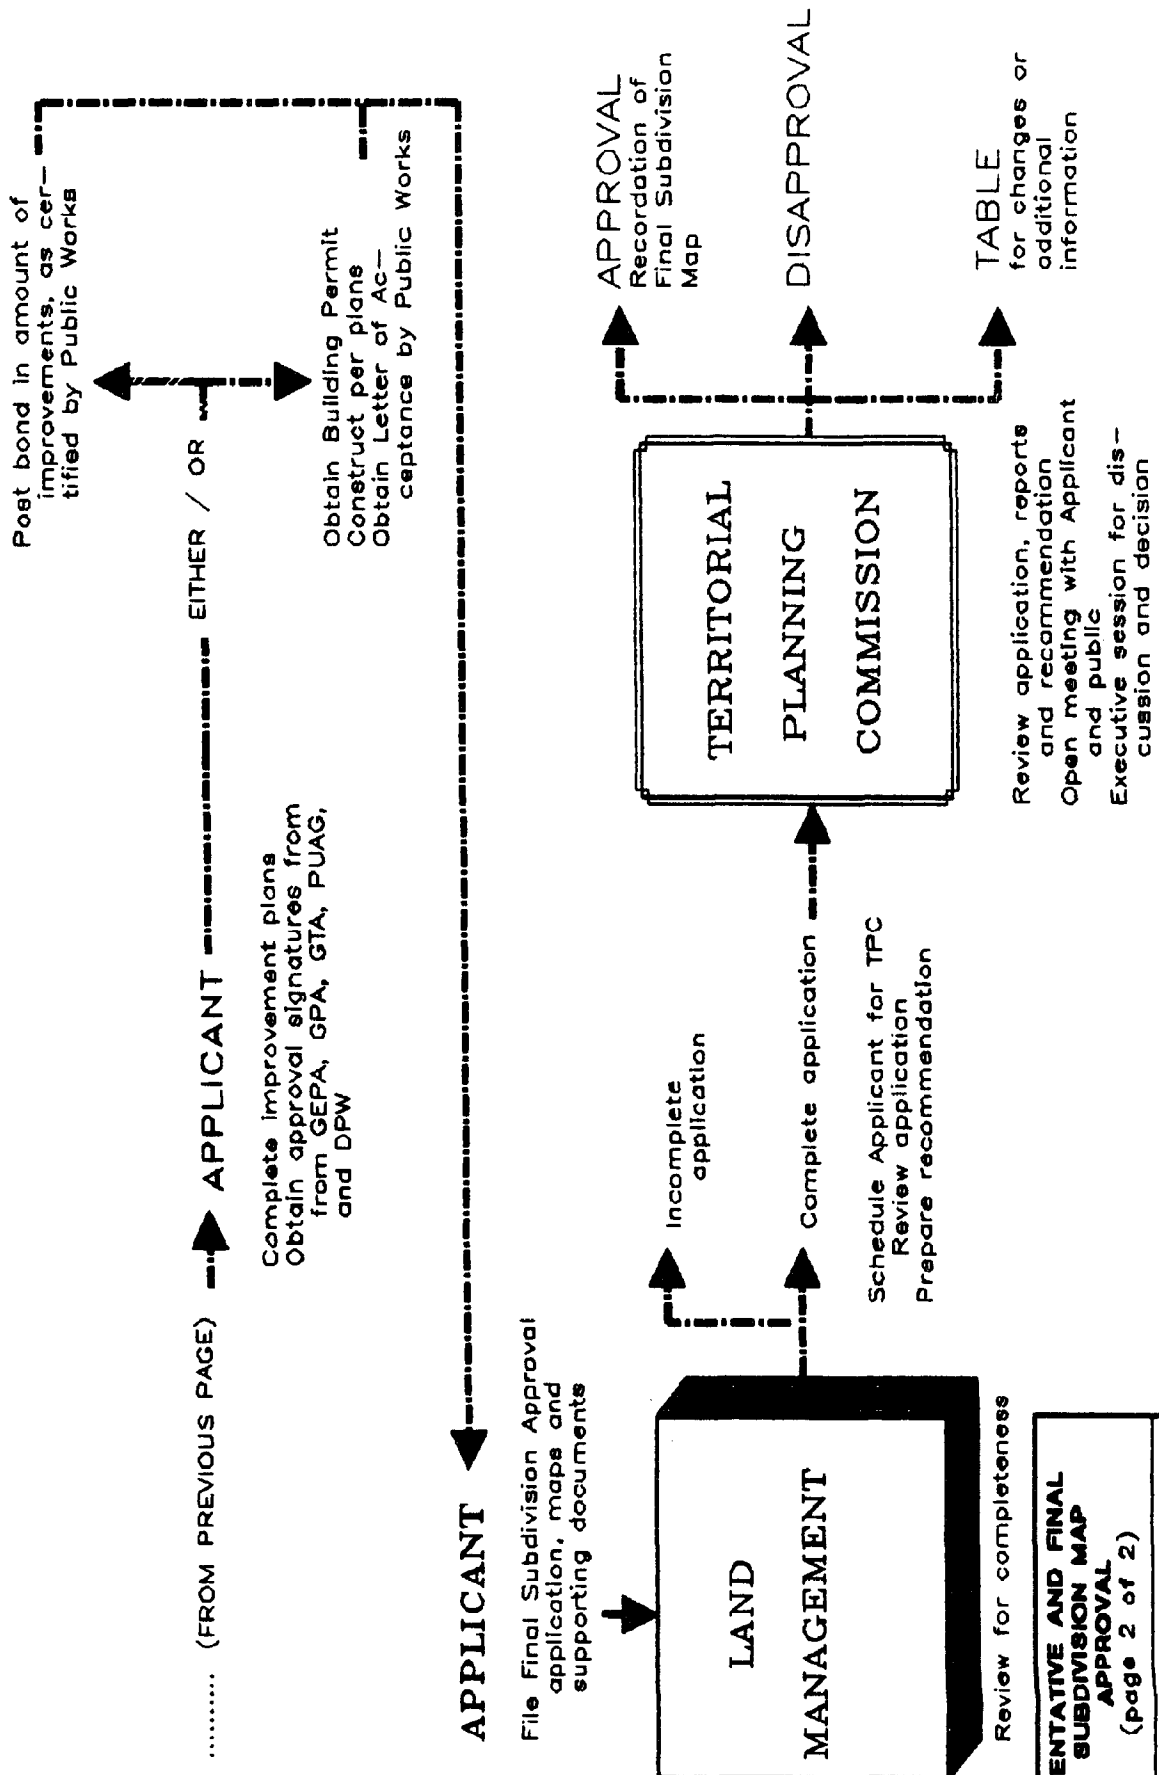 ......... (FROM PREVIOUS PAGE)
APPLICANT
EITHER / OR
Complete improvement plans
Obtain approval signatures from
from GEPA, GPA, GTA, PUAG,
and DPW
Post bond in amount of
improvements, as cer-
tified by Public Works
Obtain Building Permit
Construct per plans
Obtain Letter of Ac-
ceptance by Public Works
APPLICANT
File Final Subdivision Approval
application, maps and
supporting documents
LAND
MANAGEMENT
Review for completeness
Incomplete
application
Complete application
Schedule Applicant for TPC
Review application
Prepare recommendation
TERRITORIAL
PLANNING
COMMISSION
Review application, reports
and recommendation
Open meeting with Applicant
and public
Executive session for dis-
cussion and decision
APPROVAL
Recordation of
Final Subdivision
Map
DISAPPROVAL
TABLE
for changes or
additional
information
ENTATIVE AND FINAL
SUBDIVISION MAP
APPROVAL
(page 2 of 2)